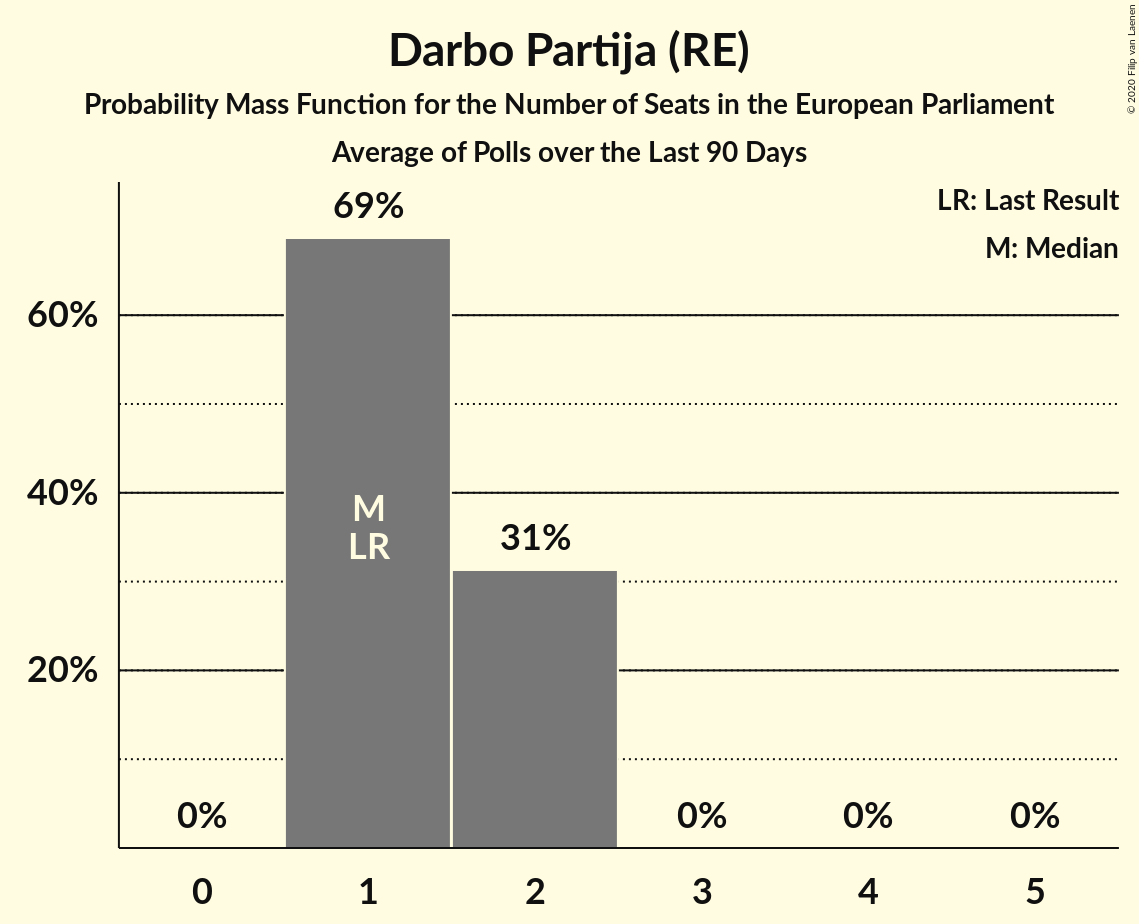 Darbo Partija (RE)
Probability Mass Function for the Number of Seats in the European Parliament
Average of Polls over the Last 90 Days
© 2020 Filip van Laenen
LR: Last Result
M: Median
69%
60%
40%
M
LR
31%
20%
0%
0%
0%
0%
0 1 2 3 4 5